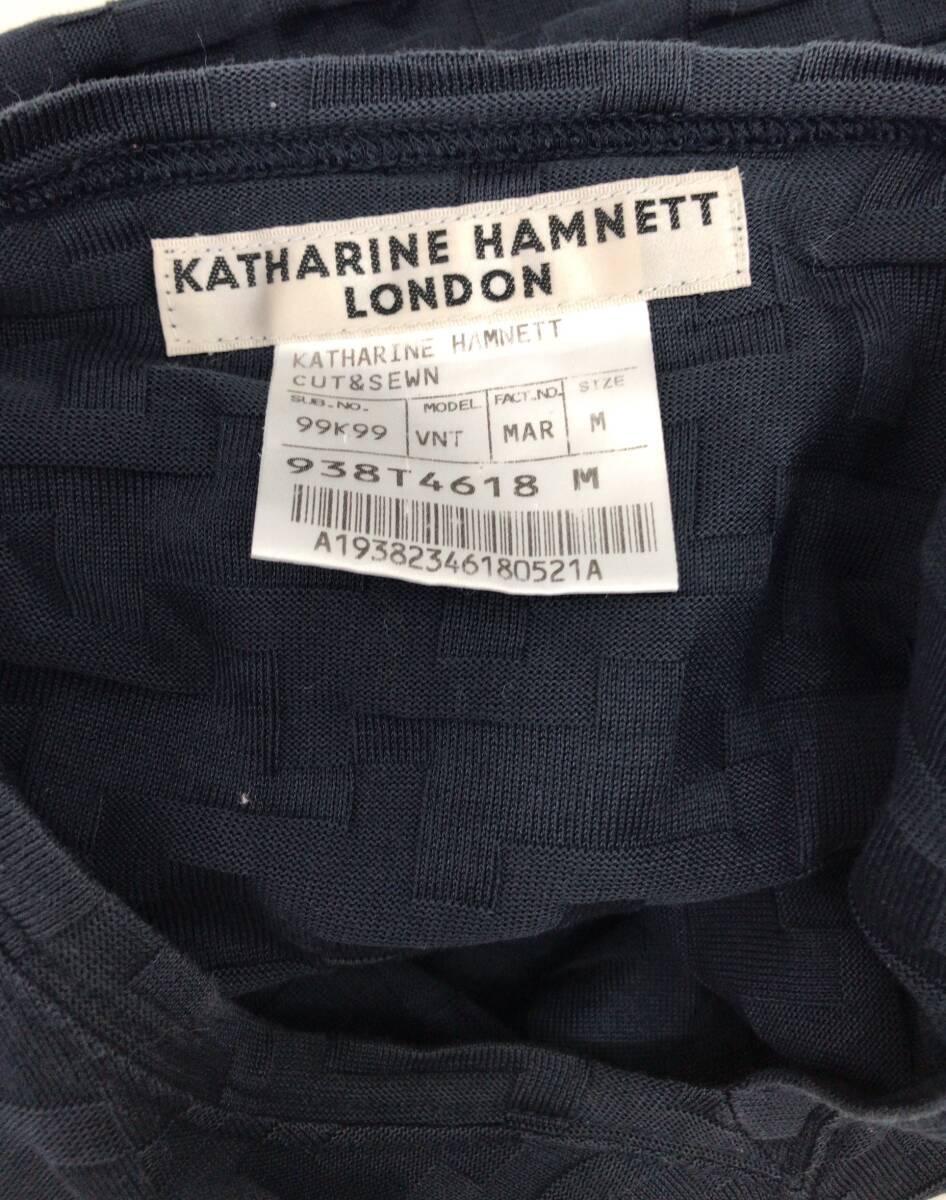 KATHARINE HAMNETT
LONDON
KATHARINE HAMNETT
CUT&SEWN
SUB.NO. MODEL FACT.NO. SIZE
99K99 VNT MAR M
938T4618 M
A19382346180521A